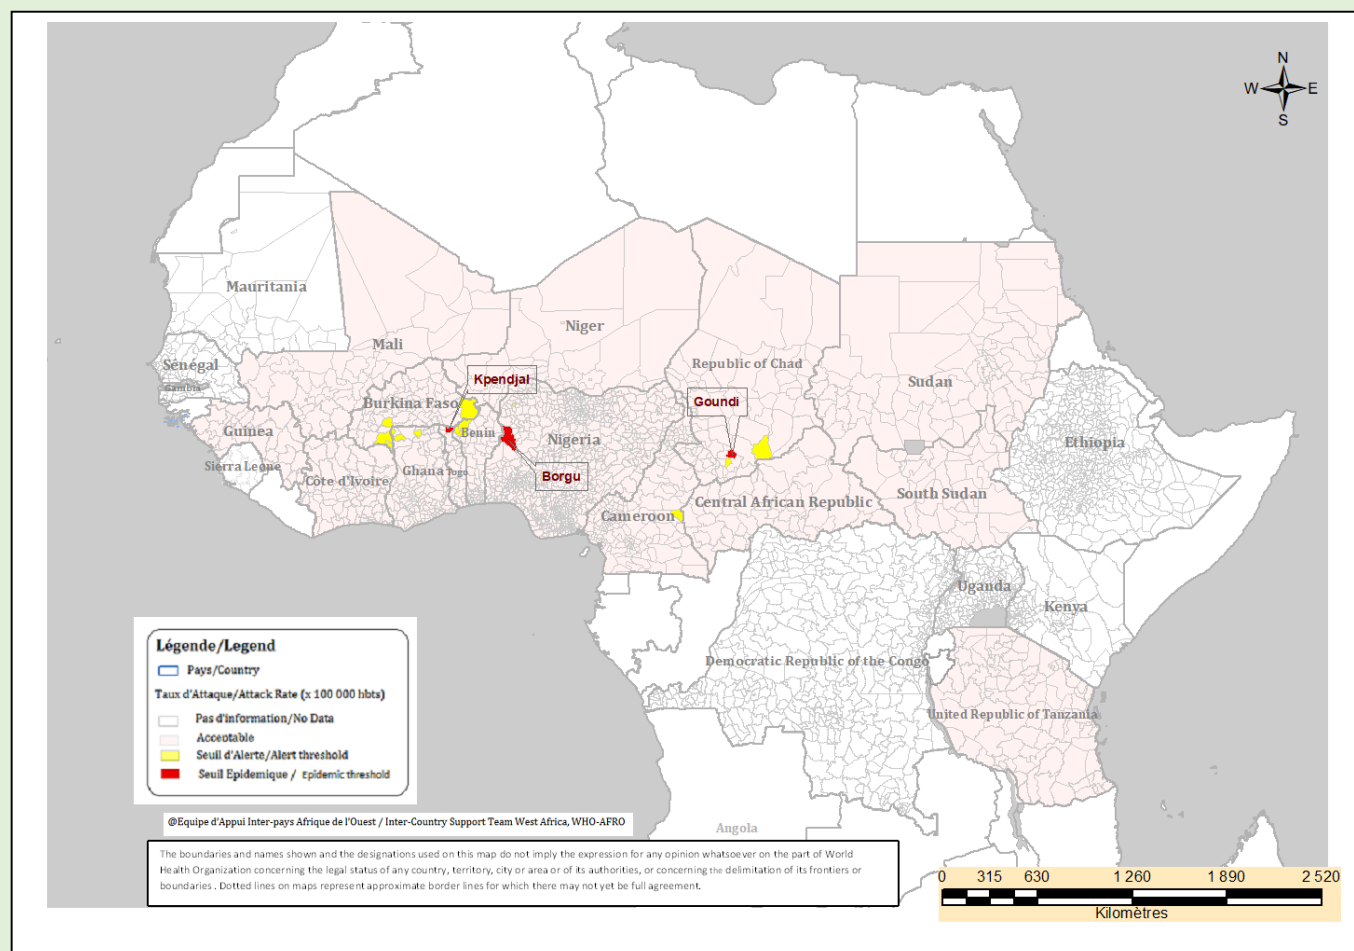 N
W E
S
Mauritania
Niger
Mali
Republic of Chad
Sénégal
Gambia
Sudan
Kpendjal
Goundi
Burkina Faso
Guinea
Benin
Nigeria
Ethiopia
Sierra Leone
Ghana
Togo
Côte d'Ivoire
Borgu
South Sudan
Central African Republic
Cameroon
Uganda
Kenya
Democratic Republic of the Congo
United Republic of Tanzania
Angola
Légende/Legend
Pays/Country
Taux d'Attaque/Attack Rate (x 100 000 hbts)
Pas d'information/No Data
Acceptable
Seuil d'Alerte/Alert threshold
Seuil Epidemique / Epidemic threshold
@Equipe d'Appui Inter-pays Afrique de l'Ouest / Inter-Country Support Team West Africa, WHO-AFRO
The boundaries and names shown and the designations used on this map do not imply the expression for any opinion whatsoever on the part of World
Health Organization concerning the legal status of any country, territory, city or area or of its authorities, or concerning the delimitation of its frontiers or
boundaries . Dotted lines on maps represent approximate border lines for which there may not yet be full agreement.
0 315 630 1 260 1 890 2 520
Kilomètres